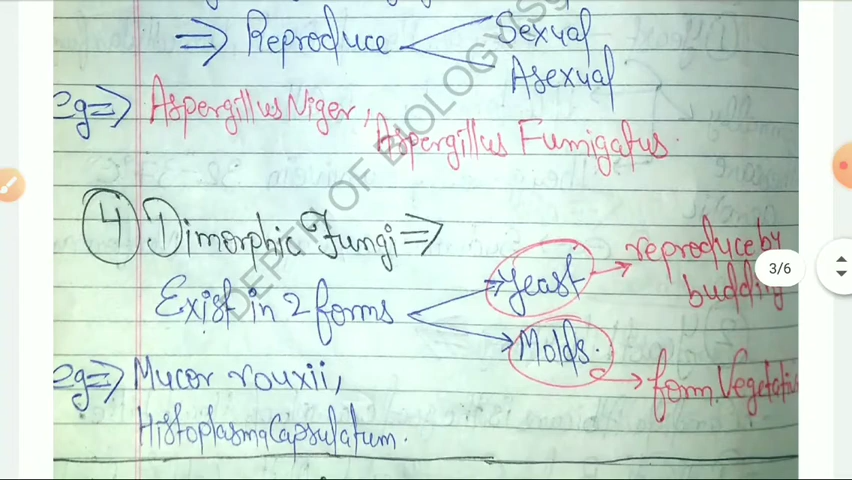 ⇒ Reproduce Sexual
Asexual
eg ⇒ Aspergillus Niger, Aspergillus Fumigatus.
DEPTH OF BIOLOGY
④ Dimorphic Fungi ⇒
Exist in 2 forms Yeast → reproduce by budding
Molds. → form. Vegetative
3/6
eg ⇒ Mucor rouxii,
Histoplasma Capsulatum.